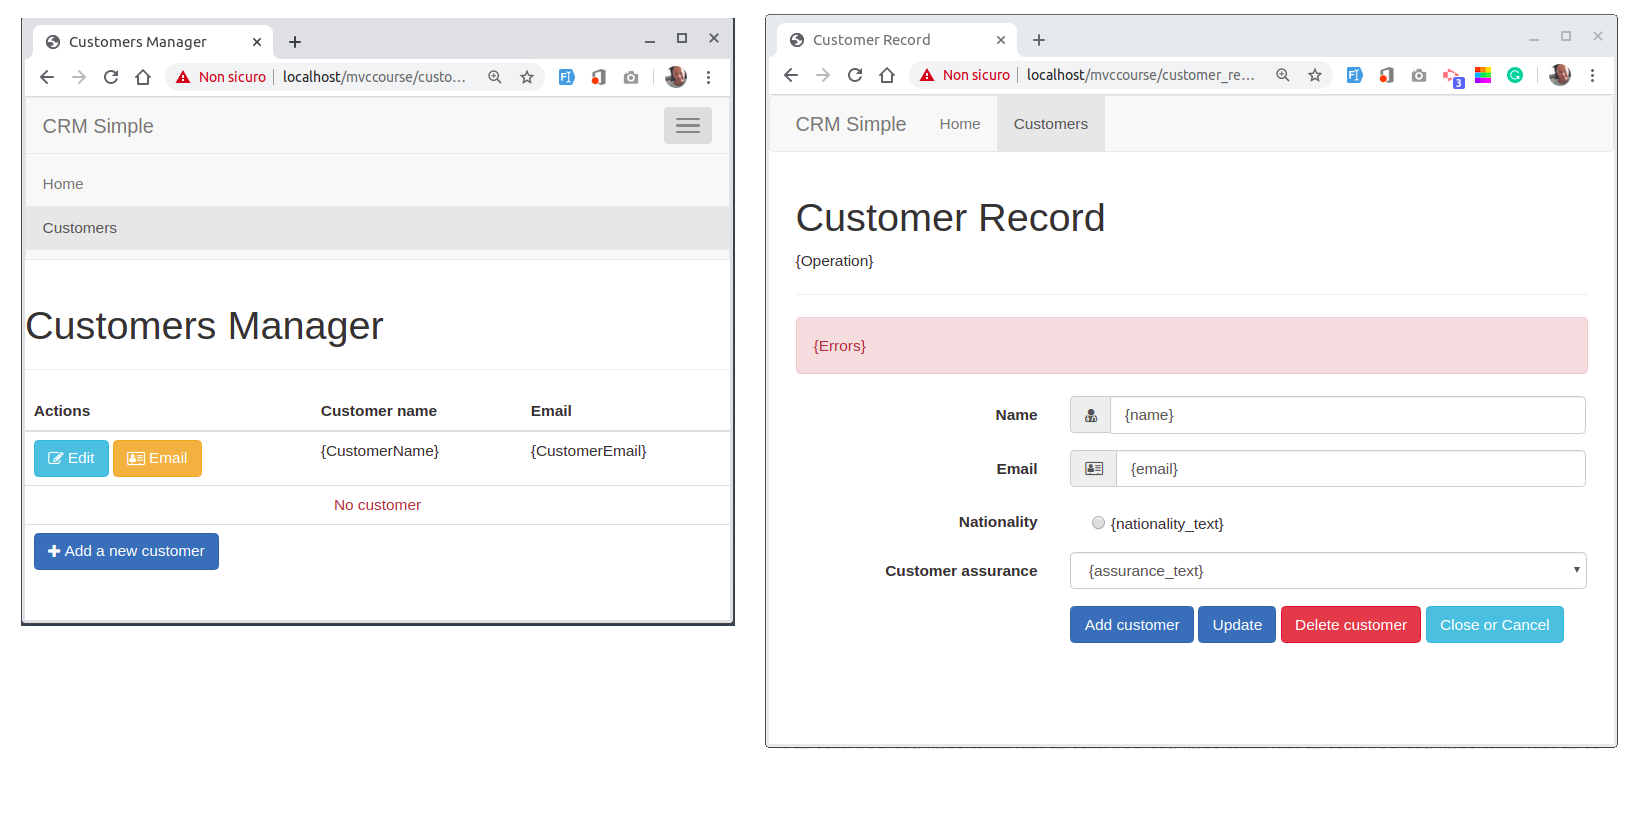 Customers Manager
Non sicuro localhost/mvccourse/custo...
CRM Simple
Home
Customers
Customers Manager
Actions Customer name Email
Edit Email {CustomerName} {CustomerEmail}
No customer
Add a new customer
Customer Record
Non sicuro localhost/mvccourse/customer_re...
3
CRM Simple Home Customers
Customer Record
{Operation}
{Errors}
Name {name}
Email {email}
Nationality {nationality_text}
Customer assurance {assurance_text}
Add customer Update Delete customer Close or Cancel